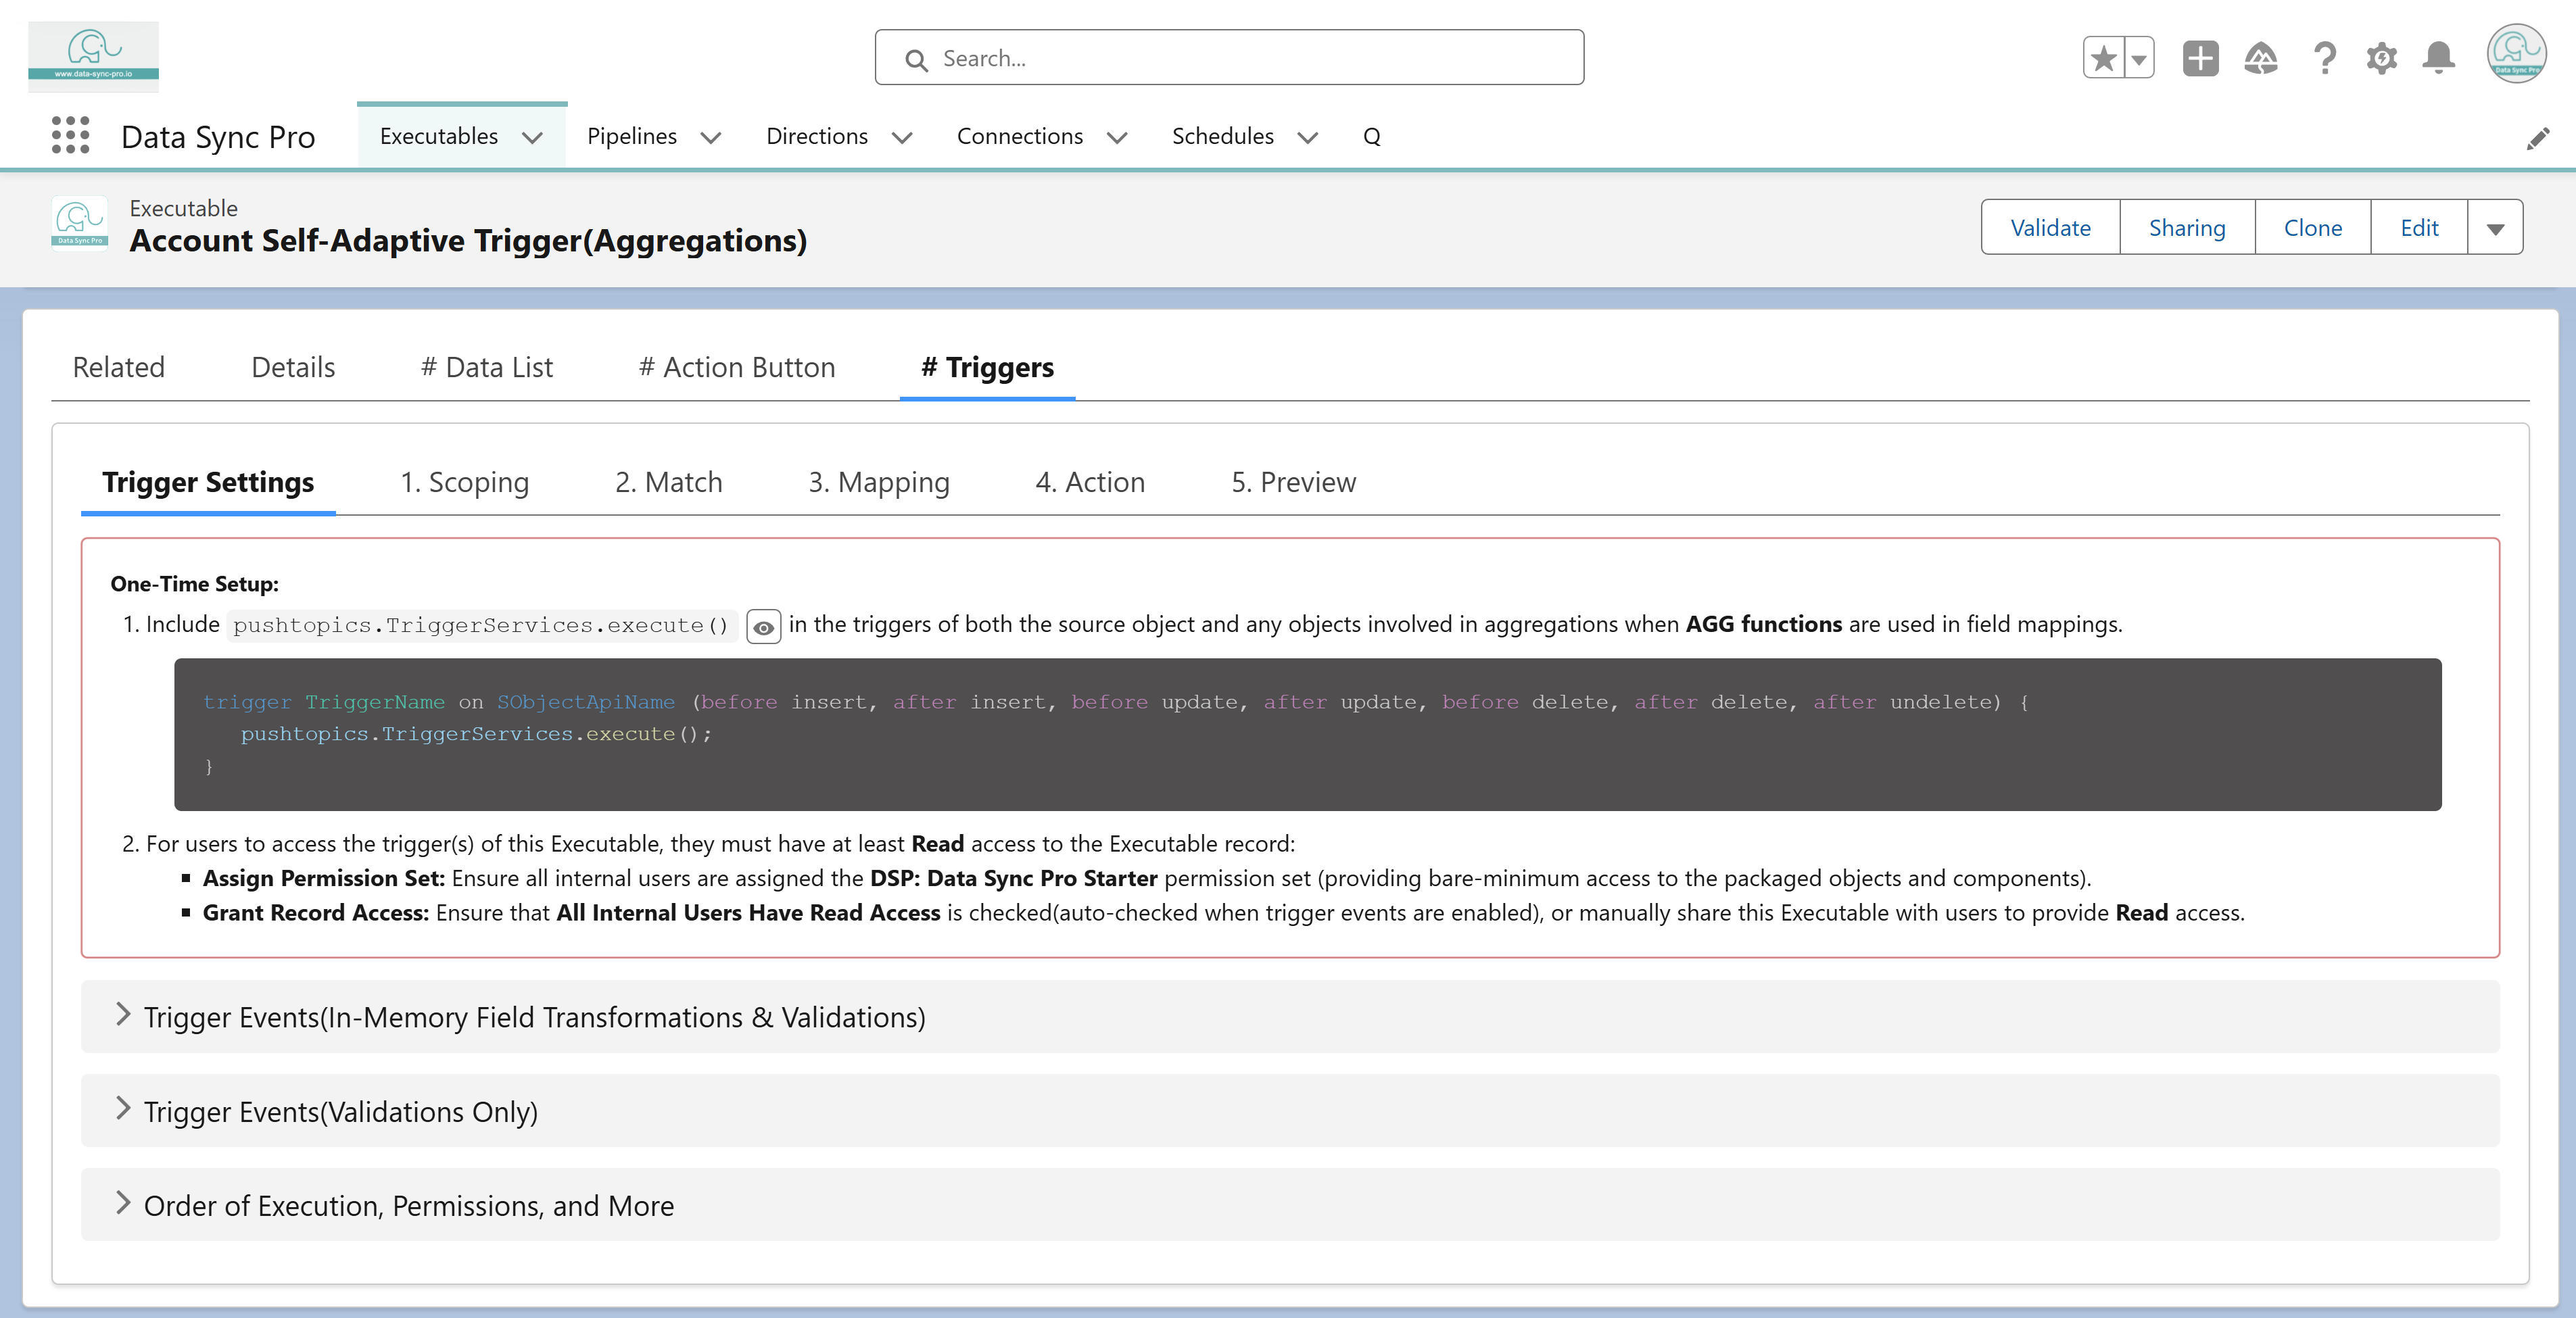 www.data-sync-pro.io
Search...
Data Sync Pro
Data Sync Pro
Executables
Pipelines
Directions
Connections
Schedules
Q
Data Sync Pro
Executable
Account Self-Adaptive Trigger(Aggregations)
Validate
Sharing
Clone
Edit
Related
Details
# Data List
# Action Button
# Triggers
Trigger Settings
1. Scoping
2. Match
3. Mapping
4. Action
5. Preview
One-Time Setup:
1. Include pushtopics.TriggerServices.execute() in the triggers of both the source object and any objects involved in aggregations when AGG functions are used in field mappings.
trigger TriggerName on SObjectApiName (before insert, after insert, before update, after update, before delete, after delete, after undelete) {
pushtopics.TriggerServices.execute();
}
2. For users to access the trigger(s) of this Executable, they must have at least Read access to the Executable record:
▪ Assign Permission Set: Ensure all internal users are assigned the DSP: Data Sync Pro Starter permission set (providing bare-minimum access to the packaged objects and components).
▪ Grant Record Access: Ensure that All Internal Users Have Read Access is checked(auto-checked when trigger events are enabled), or manually share this Executable with users to provide Read access.
Trigger Events(In-Memory Field Transformations & Validations)
Trigger Events(Validations Only)
Order of Execution, Permissions, and More